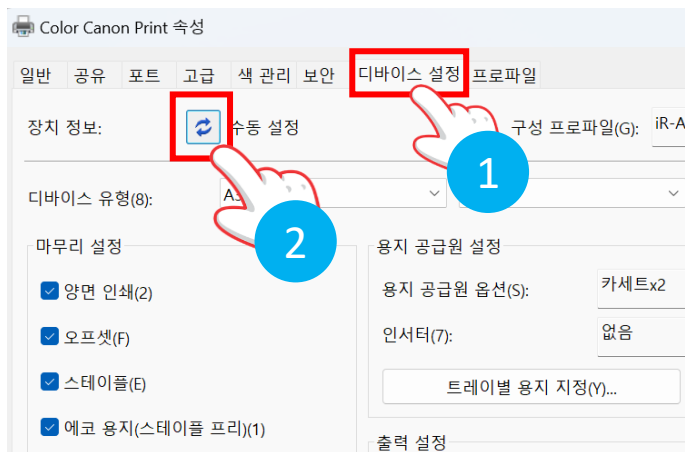 Color Canon Print 속성
일반 공유 포트 고급 색 관리 보안 디바이스 설정 프로파일
장치 정보: 수동 설정 구성 프로파일(G): iR-A
1
디바이스 유형(8):
2
마무리 설정 용지 공급원 설정
양면 인쇄(2) 용지 공급원 옵션(S): 카세트x2
오프셋(F) 인서터(7): 없음
스테이플(E) 트레이별 용지 지정(Y)...
에코 용지(스테이플 프리)(1)
출력 설정